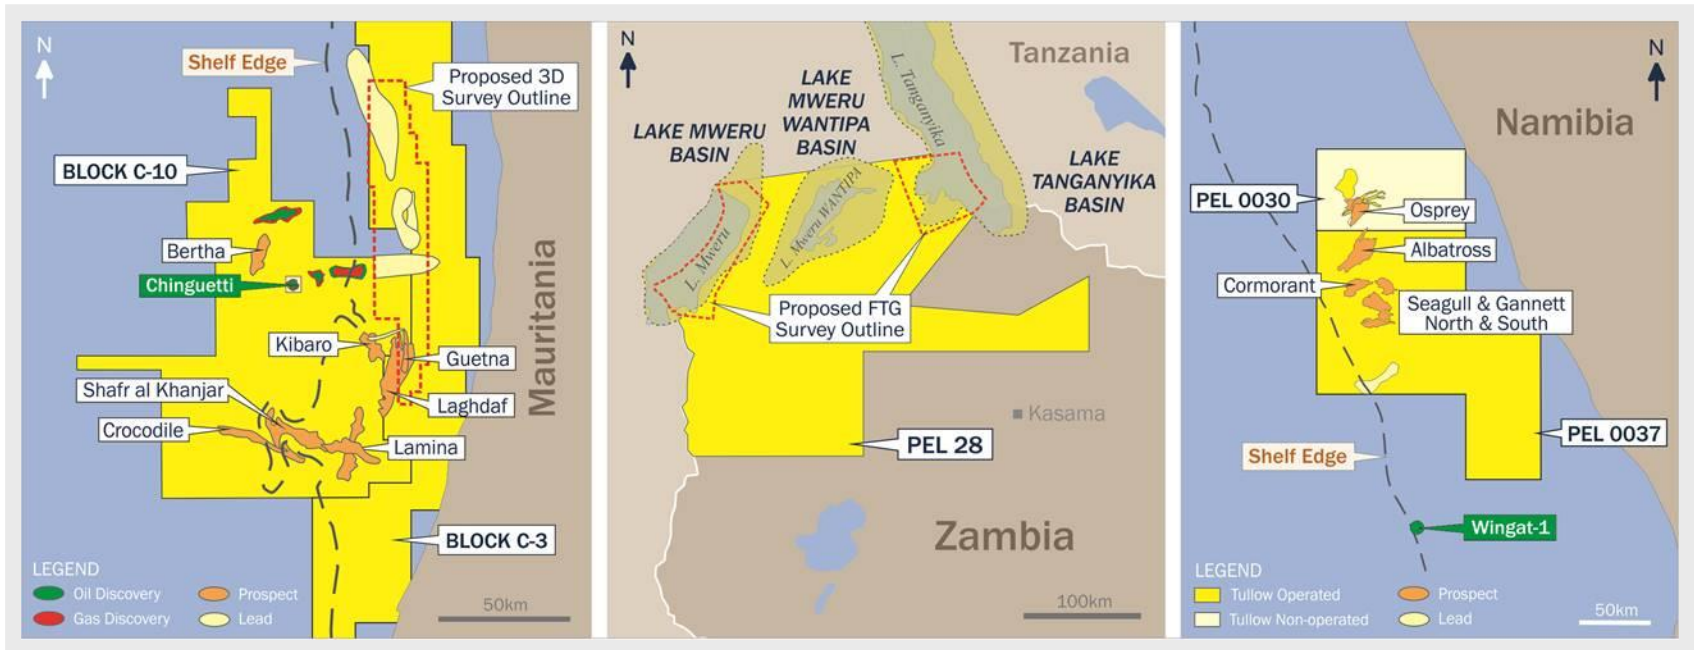 N
Shelf Edge
Proposed 3D
Survey Outline
BLOCK C-10
Bertha
Chinguetti
Kibaro
Guetna
Shafr al Khanjar
Laghdaf
Crocodile
Lamina
Mauritania
BLOCK C-3
LEGEND
Oil Discovery
Prospect
Gas Discovery
Lead
50km
N
Tanzania
LAKE
MWERU
WANTIPA
BASIN
LAKE MWERU
BASIN
L. Tanganyika
LAKE
TANGANYIKA
BASIN
L. Mweru WANTIPA
L. Mweru
Proposed FTG
Survey Outline
Kasama
PEL 28
Zambia
100km
N
Namibia
PEL 0030
Osprey
Albatross
Cormorant
Seagull & Gannett
North & South
PEL 0037
Shelf Edge
Wingat-1
LEGEND
Tullow Operated
Prospect
Tullow Non-operated
Lead
50km